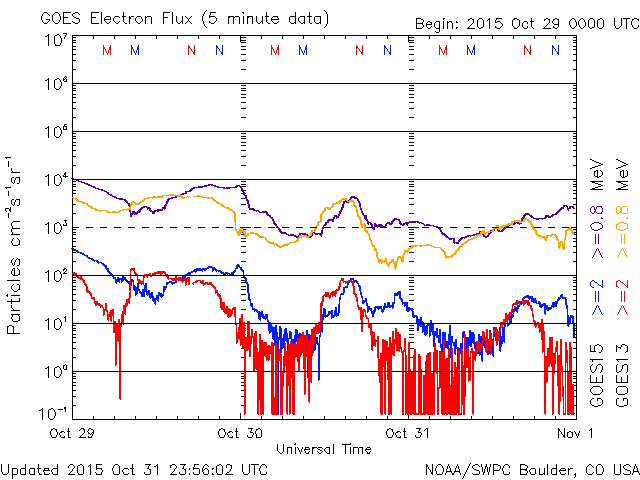 GOES Electron Flux (5 minute data)
Begin: 2015 Oct 29 0000 UTC
M M N N M M N N M M N N
10⁷
10⁶
10⁵
10⁴
10³
10²
10¹
10⁰
10⁻¹
Particles cm⁻²s⁻¹sr⁻¹
Oct 29 Oct 30 Oct 31 Nov 1
Universal Time
GOES15 >=2 >=0.8 MeV
GOES13 >=2 >=0.8 MeV
Updated 2015 Oct 31 23:56:02 UTC
NOAA/SWPC Boulder, CO USA